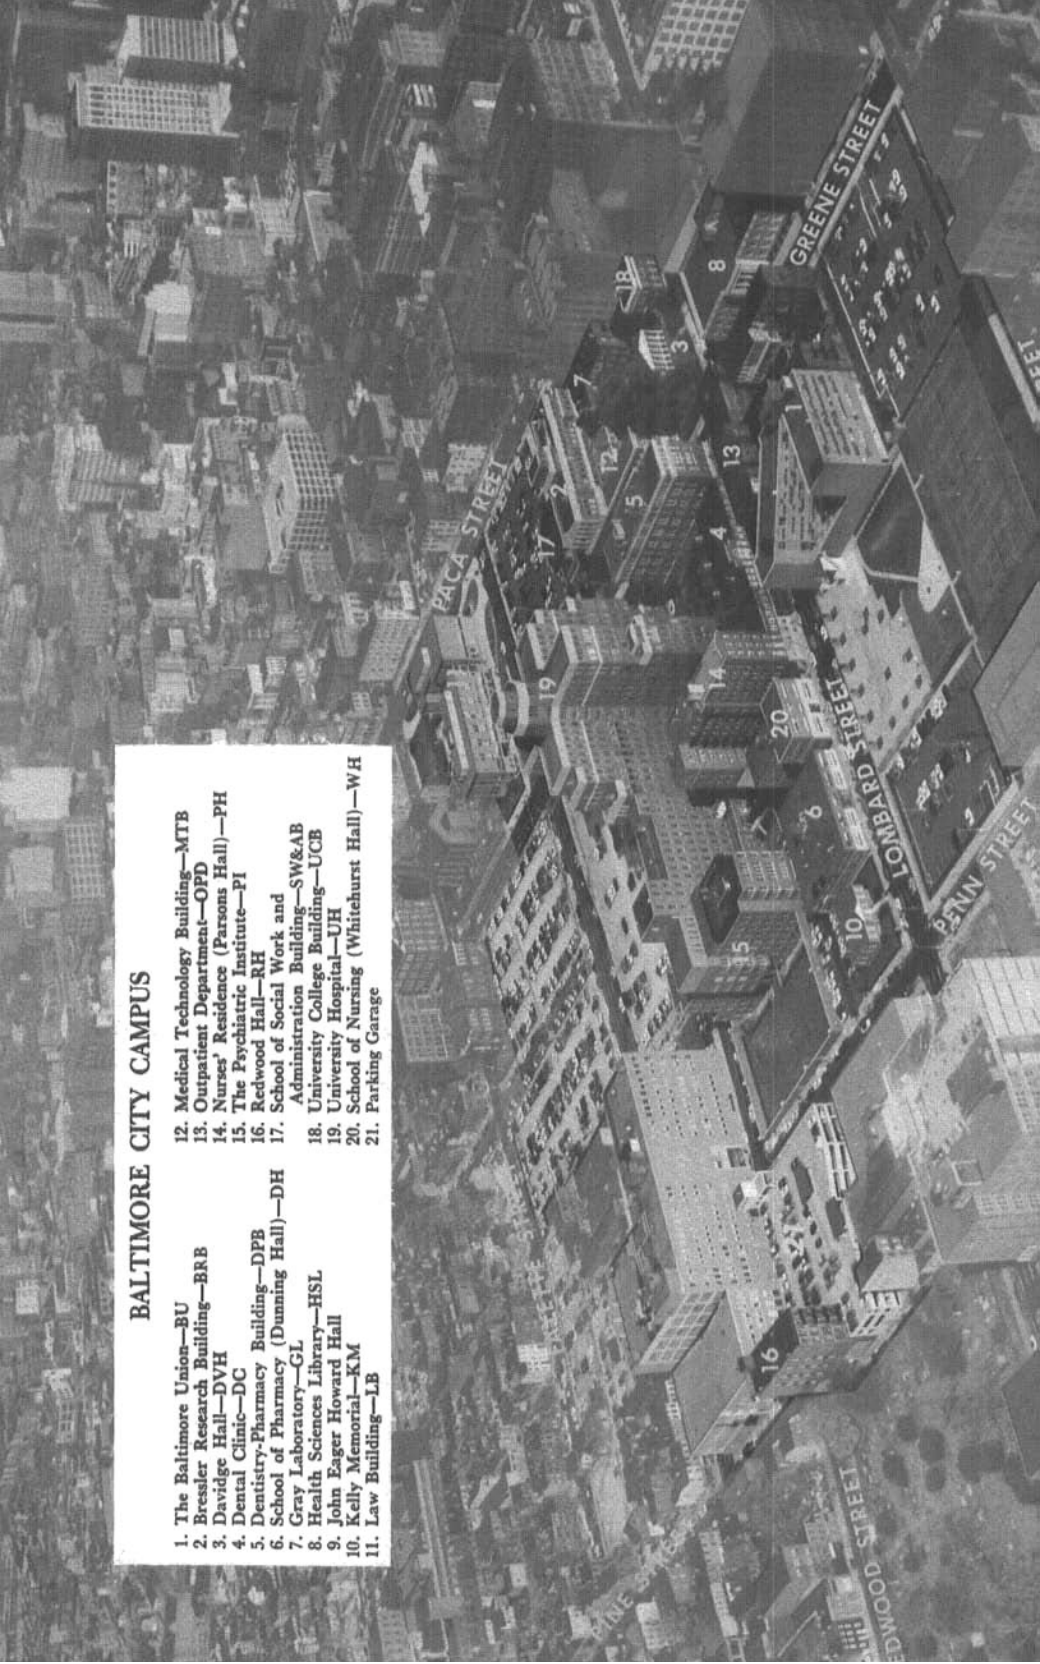 BALTIMORE CITY CAMPUS
1. The Baltimore Union—BU
2. Bressler Research Building—BRB
3. Davidge Hall—DVH
4. Dental Clinic—DC
5. Dentistry-Pharmacy Building—DPB
6. School of Pharmacy (Dunning Hall)—DH
7. Gray Laboratory—GL
8. Health Sciences Library—HSL
9. John Eager Howard Hall
10. Kelly Memorial—KM
11. Law Building—LB
12. Medical Technology Building—MTB
13. Outpatient Department—OPD
14. Nurses' Residence (Parsons Hall)—PH
15. The Psychiatric Institute—PI
16. Redwood Hall—RH
17. School of Social Work and
Administration Building—SW&AB
18. University College Building—UCB
19. University Hospital—UH
20. School of Nursing (Whitehurst Hall)—WH
21. Parking Garage
PACA STREET
GREENE STREET
LOMBARD STREET
PENN STREET
PINE STREET
EDWOOD STREET
REET
18
8
7
3
12
2
5
13
1
17
4
19
14
20
6
15
10
21
16